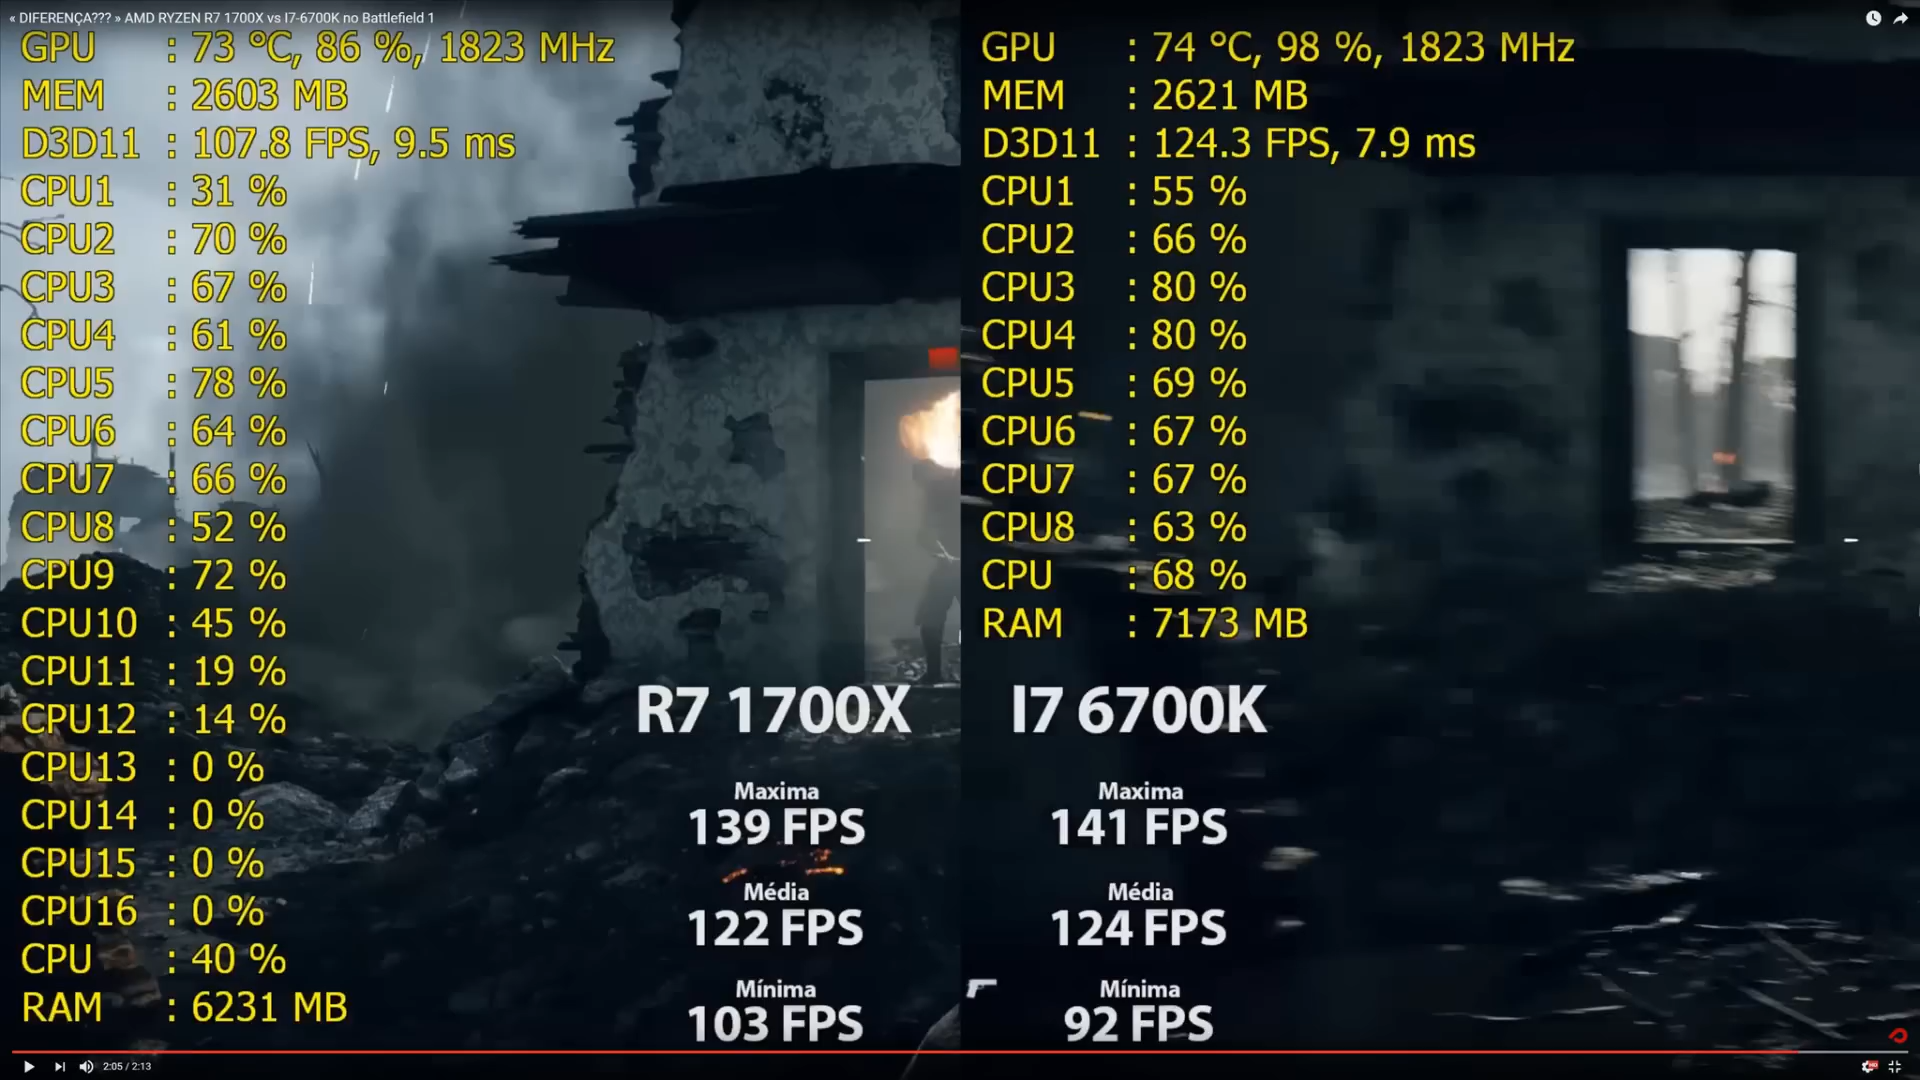 « DIFERENÇA??? » AMD RYZEN R7 1700X vs I7-6700K no Battlefield 1
GPU : 73 °C, 86 %, 1823 MHz
MEM : 2603 MB
D3D11 : 107.8 FPS, 9.5 ms
CPU1 : 31 %
CPU2 : 70 %
CPU3 : 67 %
CPU4 : 61 %
CPU5 : 78 %
CPU6 : 64 %
CPU7 : 66 %
CPU8 : 52 %
CPU9 : 72 %
CPU10 : 45 %
CPU11 : 19 %
CPU12 : 14 %
CPU13 : 0 %
CPU14 : 0 %
CPU15 : 0 %
CPU16 : 0 %
CPU : 40 %
RAM : 6231 MB
R7 1700X
Maxima
139 FPS
Média
122 FPS
Mínima
103 FPS
GPU : 74 °C, 98 %, 1823 MHz
MEM : 2621 MB
D3D11 : 124.3 FPS, 7.9 ms
CPU1 : 55 %
CPU2 : 66 %
CPU3 : 80 %
CPU4 : 80 %
CPU5 : 69 %
CPU6 : 67 %
CPU7 : 67 %
CPU8 : 63 %
CPU : 68 %
RAM : 7173 MB
I7 6700K
Maxima
141 FPS
Média
124 FPS
Mínima
92 FPS
2:05 / 2:13